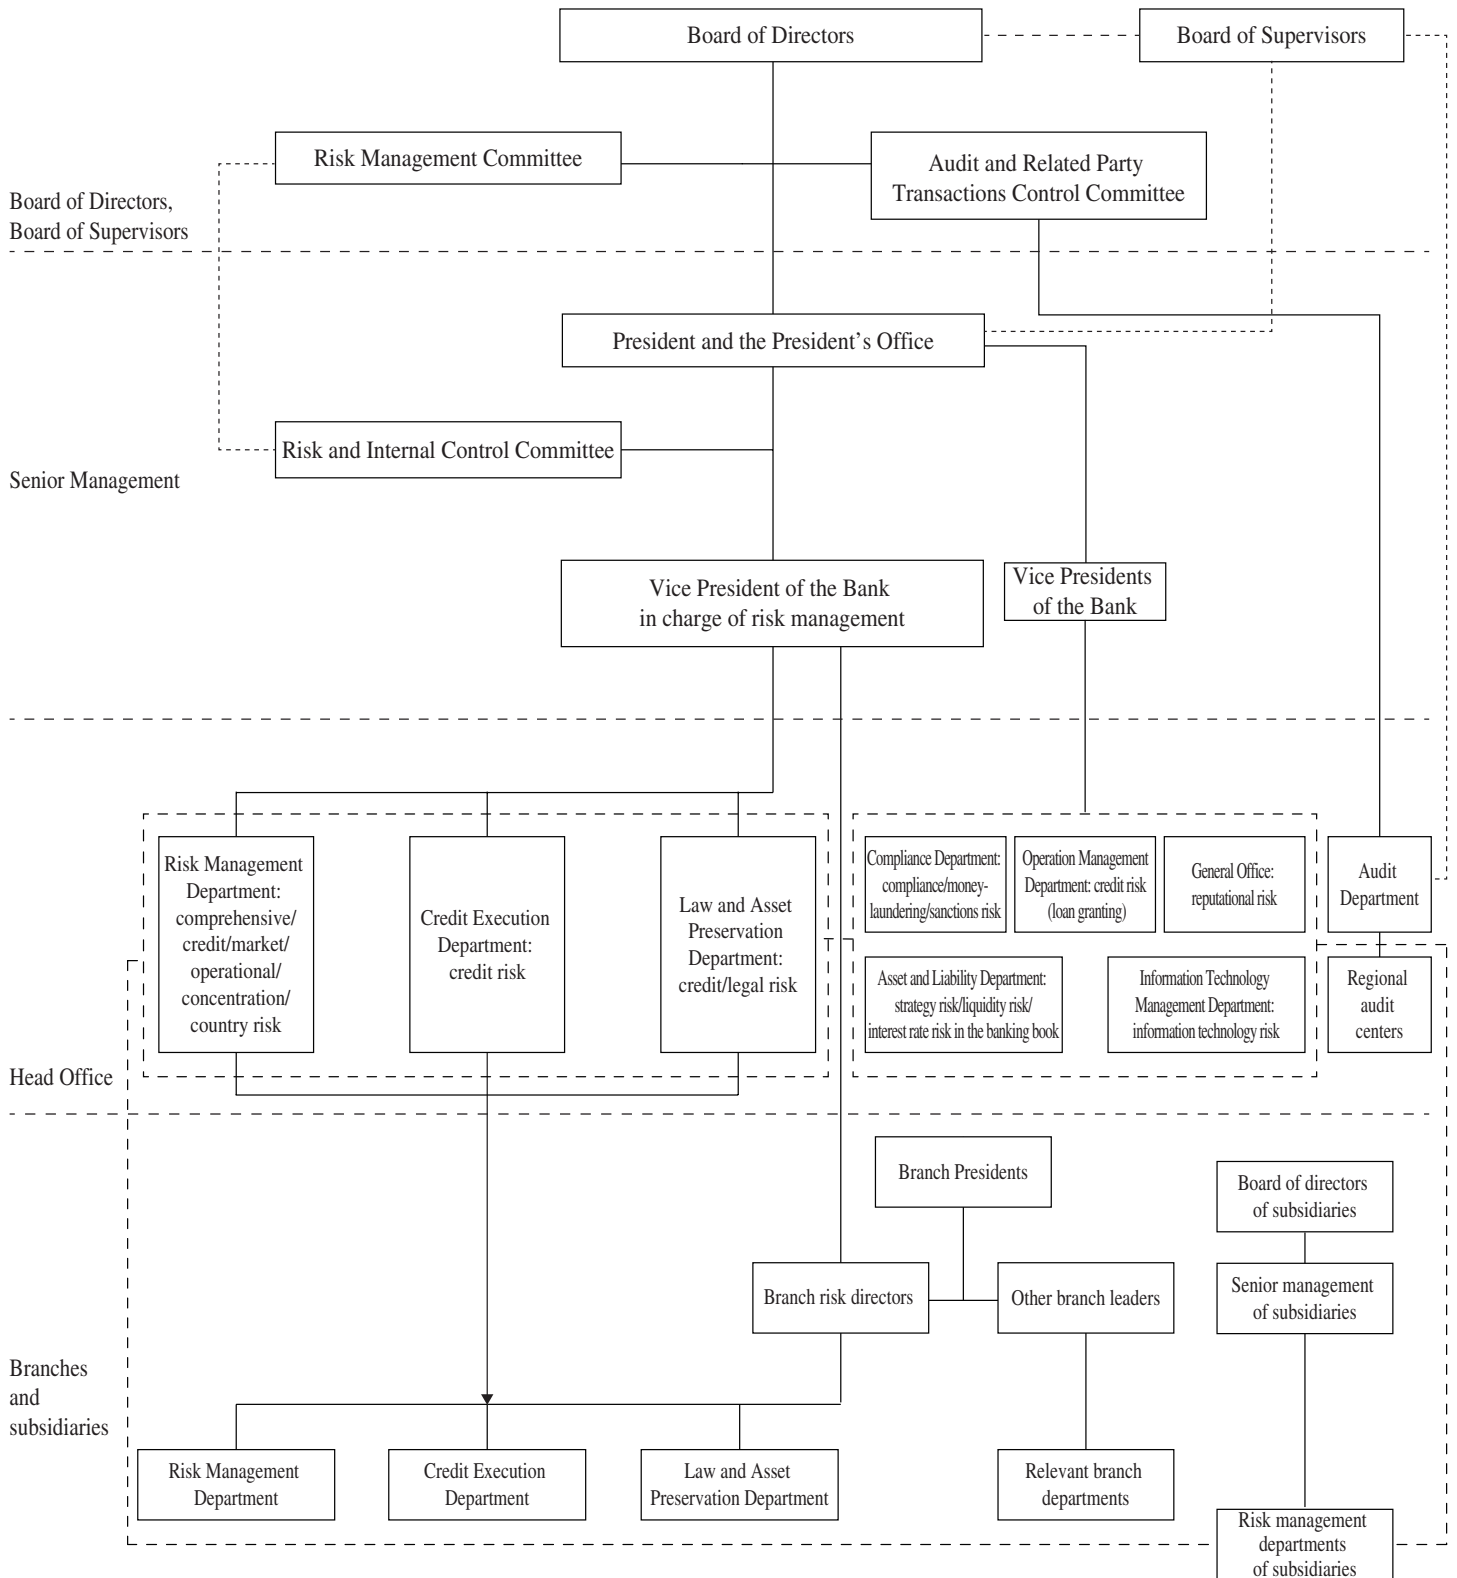 Board of Directors
Board of Supervisors
Risk Management Committee
Audit and Related Party
Transactions Control Committee
Board of Directors,
Board of Supervisors
President and the President’s Office
Risk and Internal Control Committee
Senior Management
Vice President of the Bank
in charge of risk management
Vice Presidents
of the Bank
Risk Management
Department:
comprehensive/
credit/market/
operational/
concentration/
country risk
Credit Execution
Department:
credit risk
Law and Asset
Preservation
Department:
credit/legal risk
Compliance Department:
compliance/money-
laundering/sanctions risk
Operation Management
Department: credit risk
(loan granting)
General Office:
reputational risk
Audit
Department
Asset and Liability Department:
strategy risk/liquidity risk/
interest rate risk in the banking book
Information Technology
Management Department:
information technology risk
Regional
audit
centers
Head Office
Branch Presidents
Board of directors
of subsidiaries
Branch risk directors
Other branch leaders
Senior management
of subsidiaries
Branches
and
subsidiaries
Risk Management
Department
Credit Execution
Department
Law and Asset
Preservation Department
Relevant branch
departments
Risk management
departments
of subsidiaries